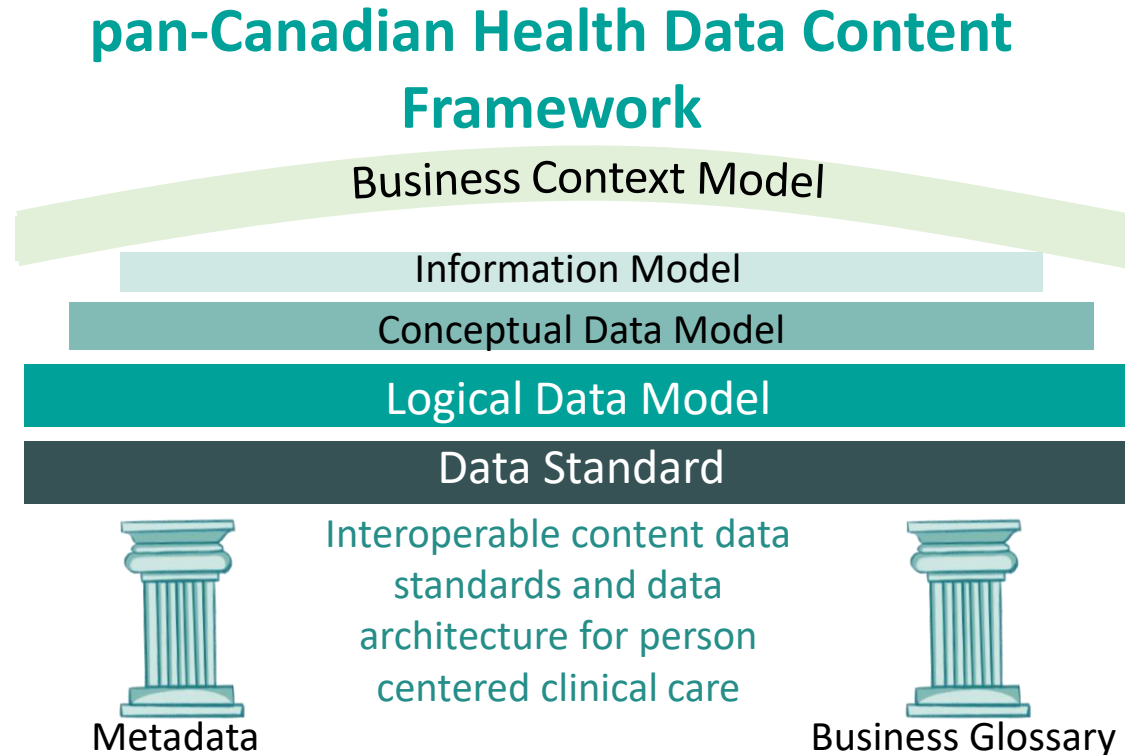 pan-Canadian Health Data Content
Framework
Business Context Model
Information Model
Conceptual Data Model
Logical Data Model
Data Standard
Interoperable content data
standards and data
architecture for person
centered clinical care
Metadata
Business Glossary